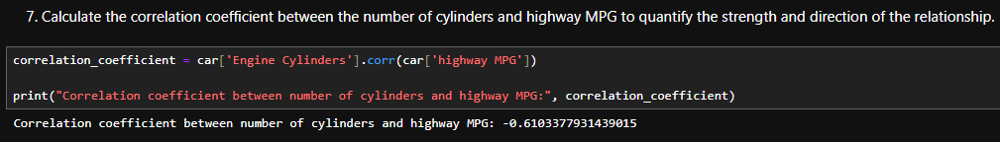 7. Calculate the correlation coefficient between the number of cylinders and highway MPG to quantify the strength and direction of the relationship.
correlation_coefficient = car['Engine Cylinders'].corr(car['highway MPG'])
print("Correlation coefficient between number of cylinders and highway MPG:", correlation_coefficient)
Correlation coefficient between number of cylinders and highway MPG: -0.6103377931439015